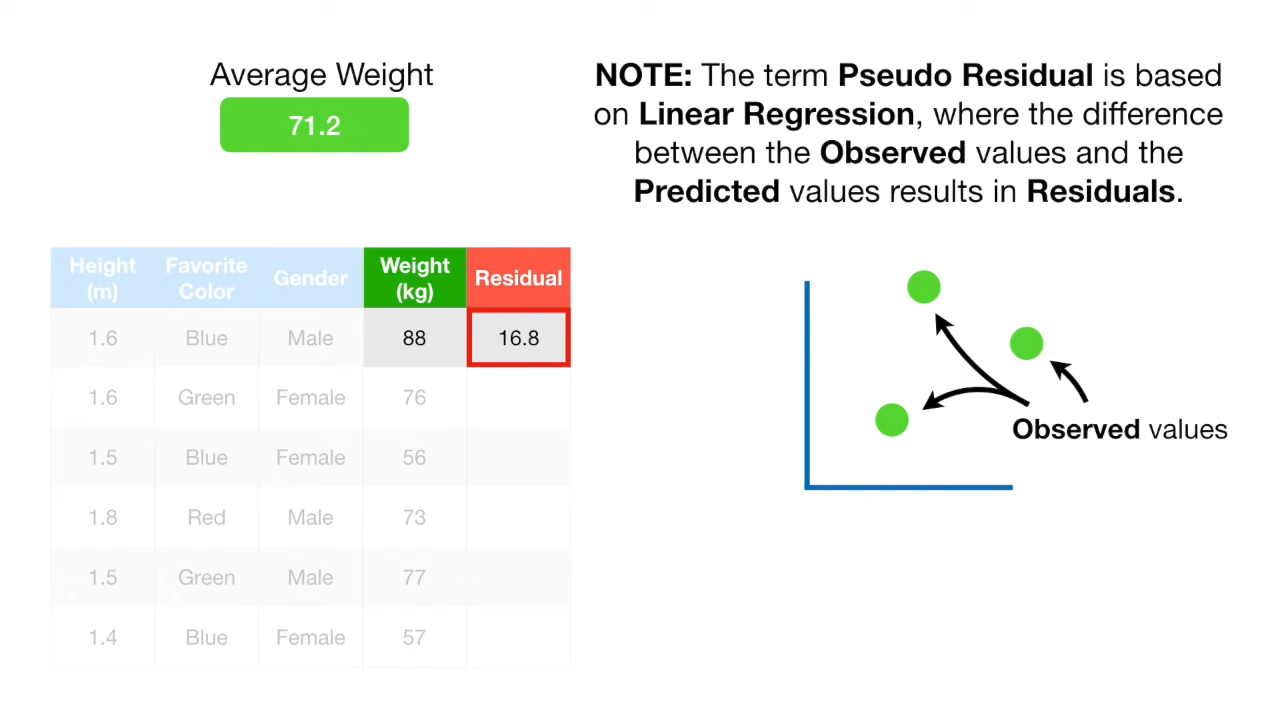 Average Weight
71.2
NOTE: The term Pseudo Residual is based
on Linear Regression, where the difference
between the Observed values and the
Predicted values results in Residuals.
Height (m) Favorite Color Gender Weight (kg) Residual
1.6 Blue Male 88 16.8
1.6 Green Female 76
1.5 Blue Female 56
1.8 Red Male 73
1.5 Green Male 77
1.4 Blue Female 57
Observed values